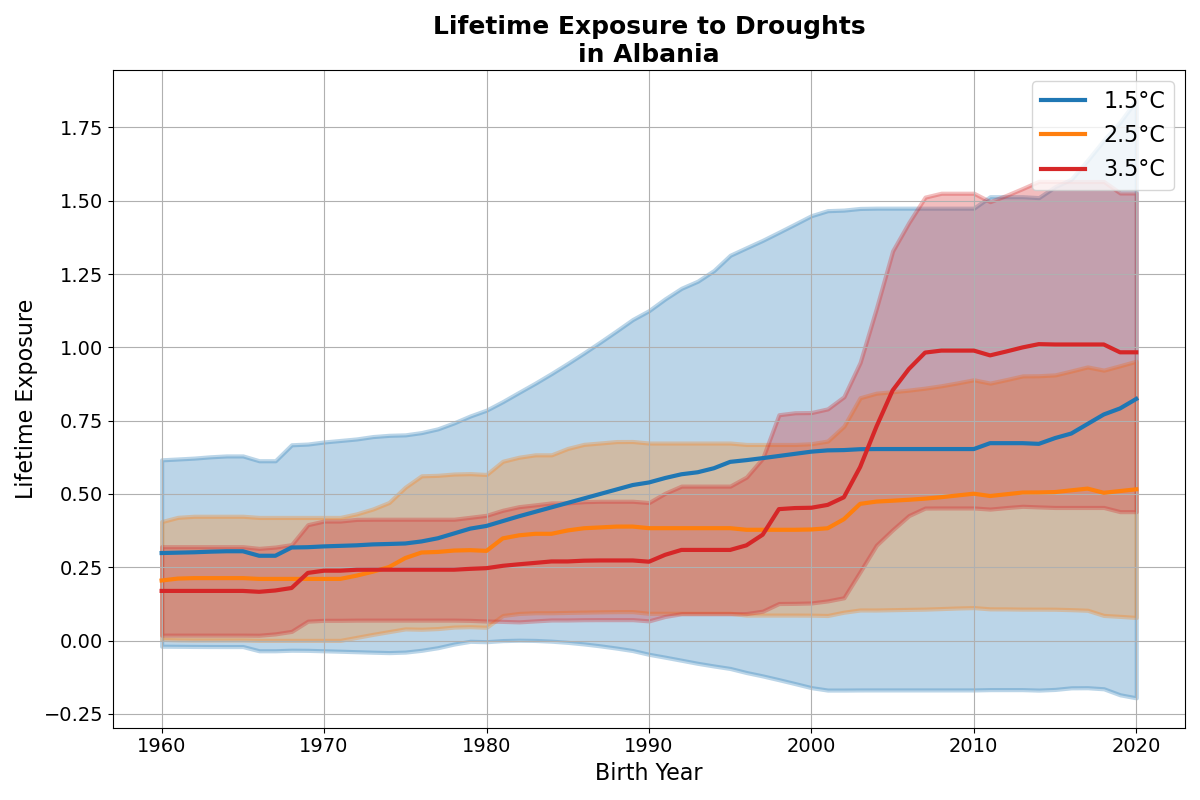 Lifetime Exposure to Droughts
in Albania
1.5°C
2.5°C
3.5°C
Lifetime Exposure
1.75
1.50
1.25
1.00
0.75
0.50
0.25
0.00
−0.25
1960 1970 1980 1990 2000 2010 2020
Birth Year